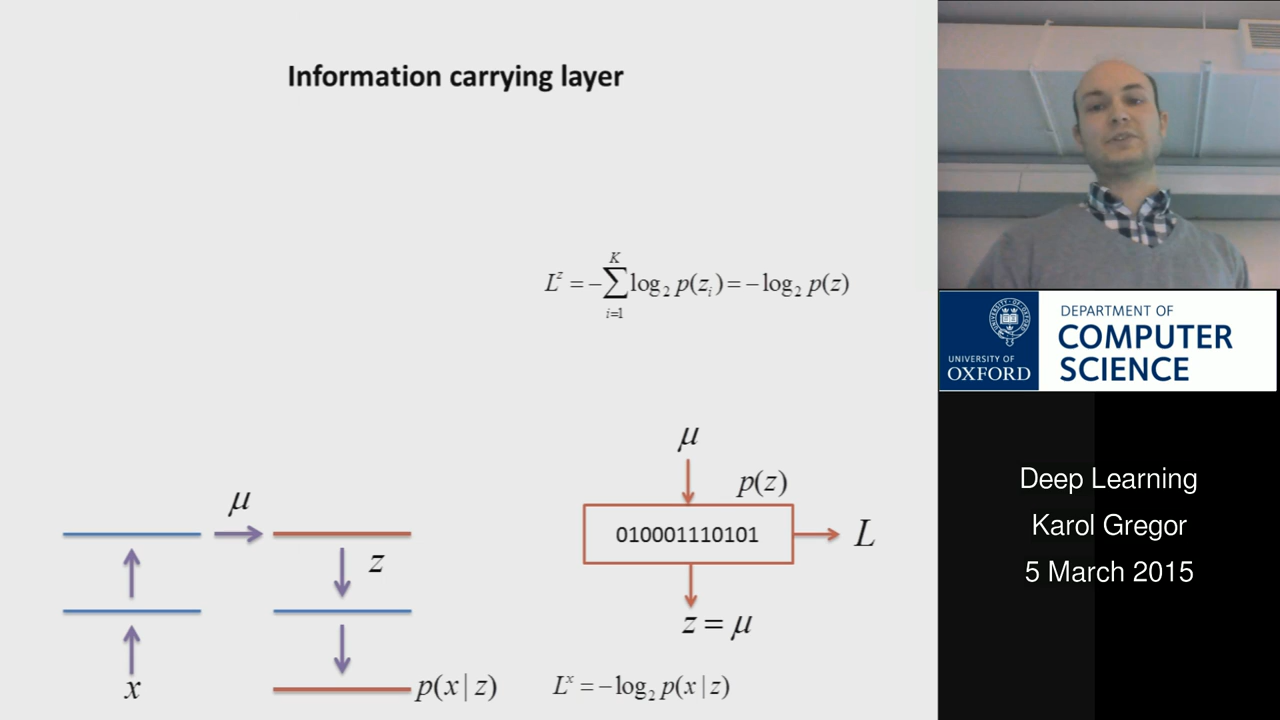 Information carrying layer
L^z = −∑_{i=1}^{K} log₂ p(z_i) = −log₂ p(z)
μ
p(z)
010001110101
L
z = μ
μ
z
x
p(x | z)
L^x = −log₂ p(x | z)
UNIVERSITY OF
OXFORD
DEPARTMENT OF
COMPUTER
SCIENCE
Deep Learning
Karol Gregor
5 March 2015